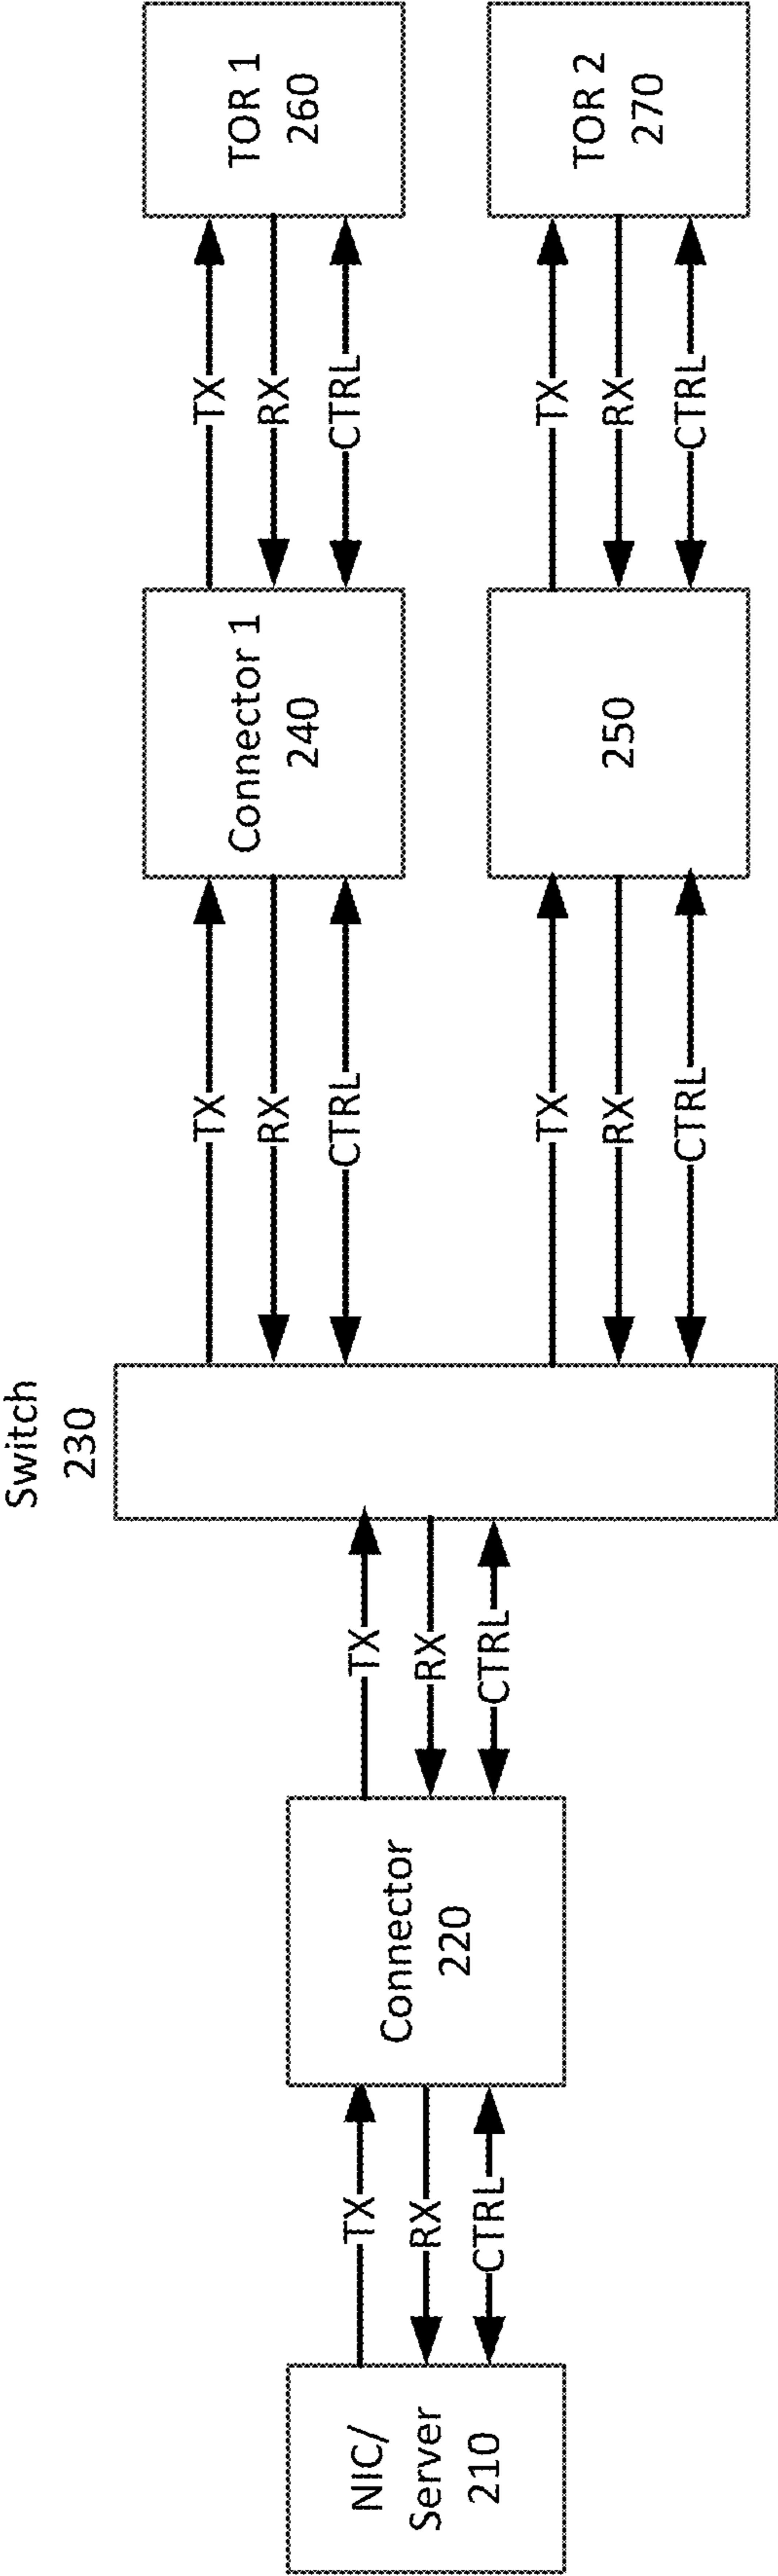 NIC/
Server
210
TX
RX
CTRL
Connector
220
TX
RX
CTRL
Switch
230
TX
RX
CTRL
Connector 1
240
TX
RX
CTRL
TOR 1
260
TX
RX
CTRL
250
TX
RX
CTRL
TOR 2
270